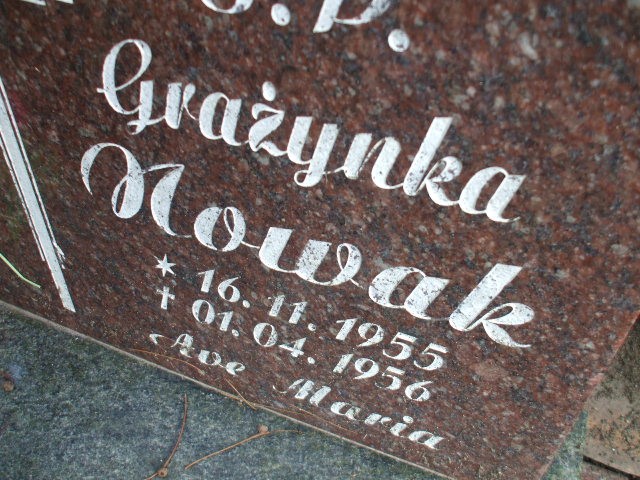 Ś.P.
Grażynka
Nowak
* 16. 11. 1955
✝ 01. 04. 1956
Ave Maria